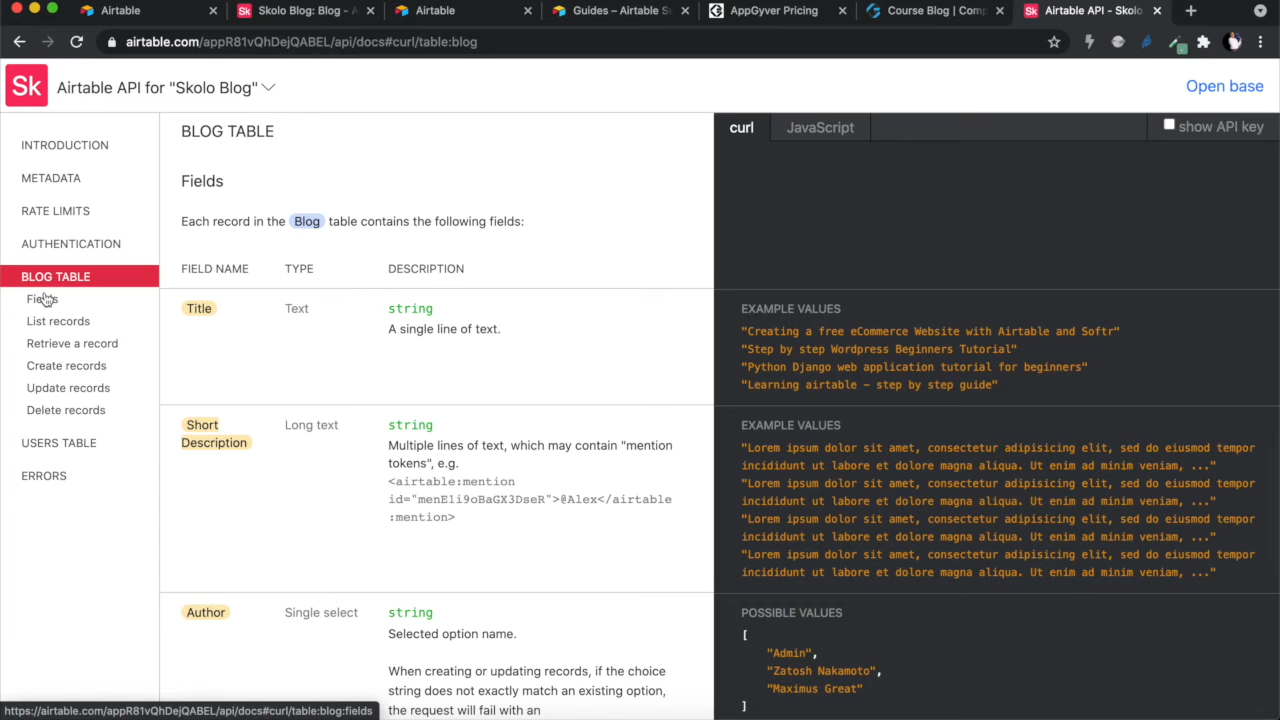 Airtable
Skolo Blog: Blog - A
Airtable
Guides – Airtable S
AppGyver Pricing
Course Blog | Comp
Airtable API - Skolo
airtable.com/appR81vQhDejQABEL/api/docs#curl/table:blog
Sk
Airtable API for "Skolo Blog"
Open base
INTRODUCTION
METADATA
RATE LIMITS
AUTHENTICATION
BLOG TABLE
Fields
List records
Retrieve a record
Create records
Update records
Delete records
USERS TABLE
ERRORS
BLOG TABLE
Fields
Each record in the Blog table contains the following fields:
FIELD NAME TYPE DESCRIPTION
Title Text string
A single line of text.
Short Description Long text string
Multiple lines of text, which may contain "mention
tokens", e.g.
<airtable:mention
id="menE1i9oBaGX3DseR">@Alex</airtable
:mention>
Author Single select string
Selected option name.
When creating or updating records, if the choice
string does not exactly match an existing option,
the request will fail with an
curl
JavaScript
show API key
EXAMPLE VALUES
"Creating a free eCommerce Website with Airtable and Softr"
"Step by step Wordpress Beginners Tutorial"
"Python Django web application tutorial for beginners"
"Learning airtable – step by step guide"
EXAMPLE VALUES
"Lorem ipsum dolor sit amet, consectetur adipisicing elit, sed do eiusmod tempor
incididunt ut labore et dolore magna aliqua. Ut enim ad minim veniam, ..."
"Lorem ipsum dolor sit amet, consectetur adipisicing elit, sed do eiusmod tempor
incididunt ut labore et dolore magna aliqua. Ut enim ad minim veniam, ..."
"Lorem ipsum dolor sit amet, consectetur adipisicing elit, sed do eiusmod tempor
incididunt ut labore et dolore magna aliqua. Ut enim ad minim veniam, ..."
"Lorem ipsum dolor sit amet, consectetur adipisicing elit, sed do eiusmod tempor
incididunt ut labore et dolore magna aliqua. Ut enim ad minim veniam, ..."
POSSIBLE VALUES
[
"Admin",
"Zatosh Nakamoto",
"Maximus Great"
]
https://airtable.com/appR81vQhDejQABEL/api/docs#curl/table:blog:fields